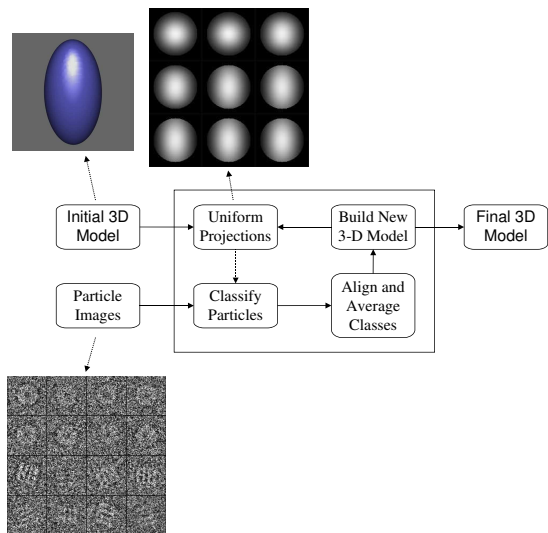 Initial 3D
Model
Uniform
Projections
Build New
3-D Model
Final 3D
Model
Particle
Images
Classify
Particles
Align and
Average
Classes